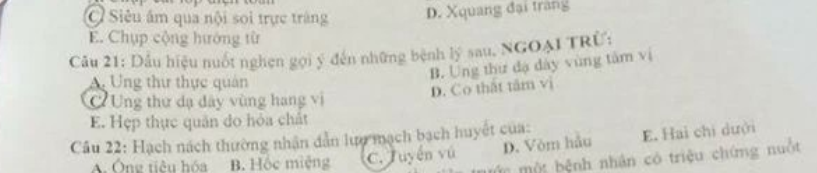 C. Siêu âm qua nội soi trực tràng
D. Xquang đại tràng
E. Chụp cộng hưởng từ
Câu 21: Dấu hiệu nuốt nghẹn gợi ý đến những bệnh lý sau, NGOẠI TRỪ:
A. Ung thư thực quản
B. Ung thư dạ dày vùng tâm vị
C. Ung thư dạ dày vùng hang vị
D. Co thắt tâm vị
E. Hẹp thực quản do hóa chất
Câu 22: Hạch nách thường nhận dẫn lưu mạch bạch huyết của:
A. Ống tiêu hóa B. Hốc miệng C. Tuyến vú D. Vòm hầu E. Hai chi dưới
một bệnh nhân có triệu chứng nuốt